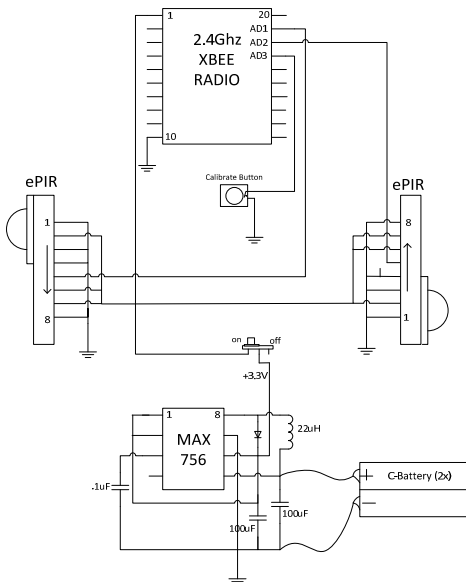 1
20
2.4Ghz
AD1
AD2
XBEE
AD3
RADIO
10
Calibrate Button
ePIR
ePIR
1
8
8
1
on
off
+3.3V
1
8
22uH
MAX
756
C-Battery (2x)
+
−
.1uF
100uF
100uF